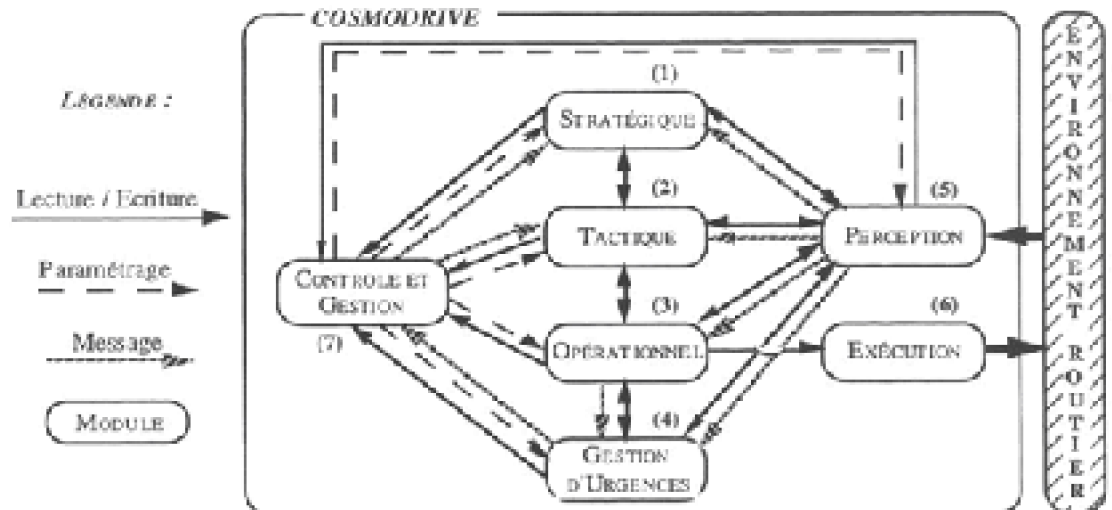 COSMODRIVE
LÉGENDE :
Lecture / Ecriture
Paramétrage
Message
MODULE
(1)
STRATÉGIQUE
(2)
TACTIQUE
(3)
OPÉRATIONNEL
(4)
GESTION
D'URGENCES
(5)
PERCEPTION
(6)
EXÉCUTION
CONTROLE ET
GESTION
(7)
ENVIRONNEMENT ROUTIER